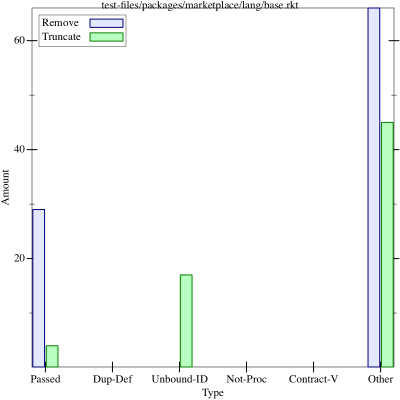 test-files/packages/marketplace/lang/base.rkt
Remove
Truncate
60
40
20
Amount
Passed Dup-Def Unbound-ID Not-Proc Contract-V Other
Type